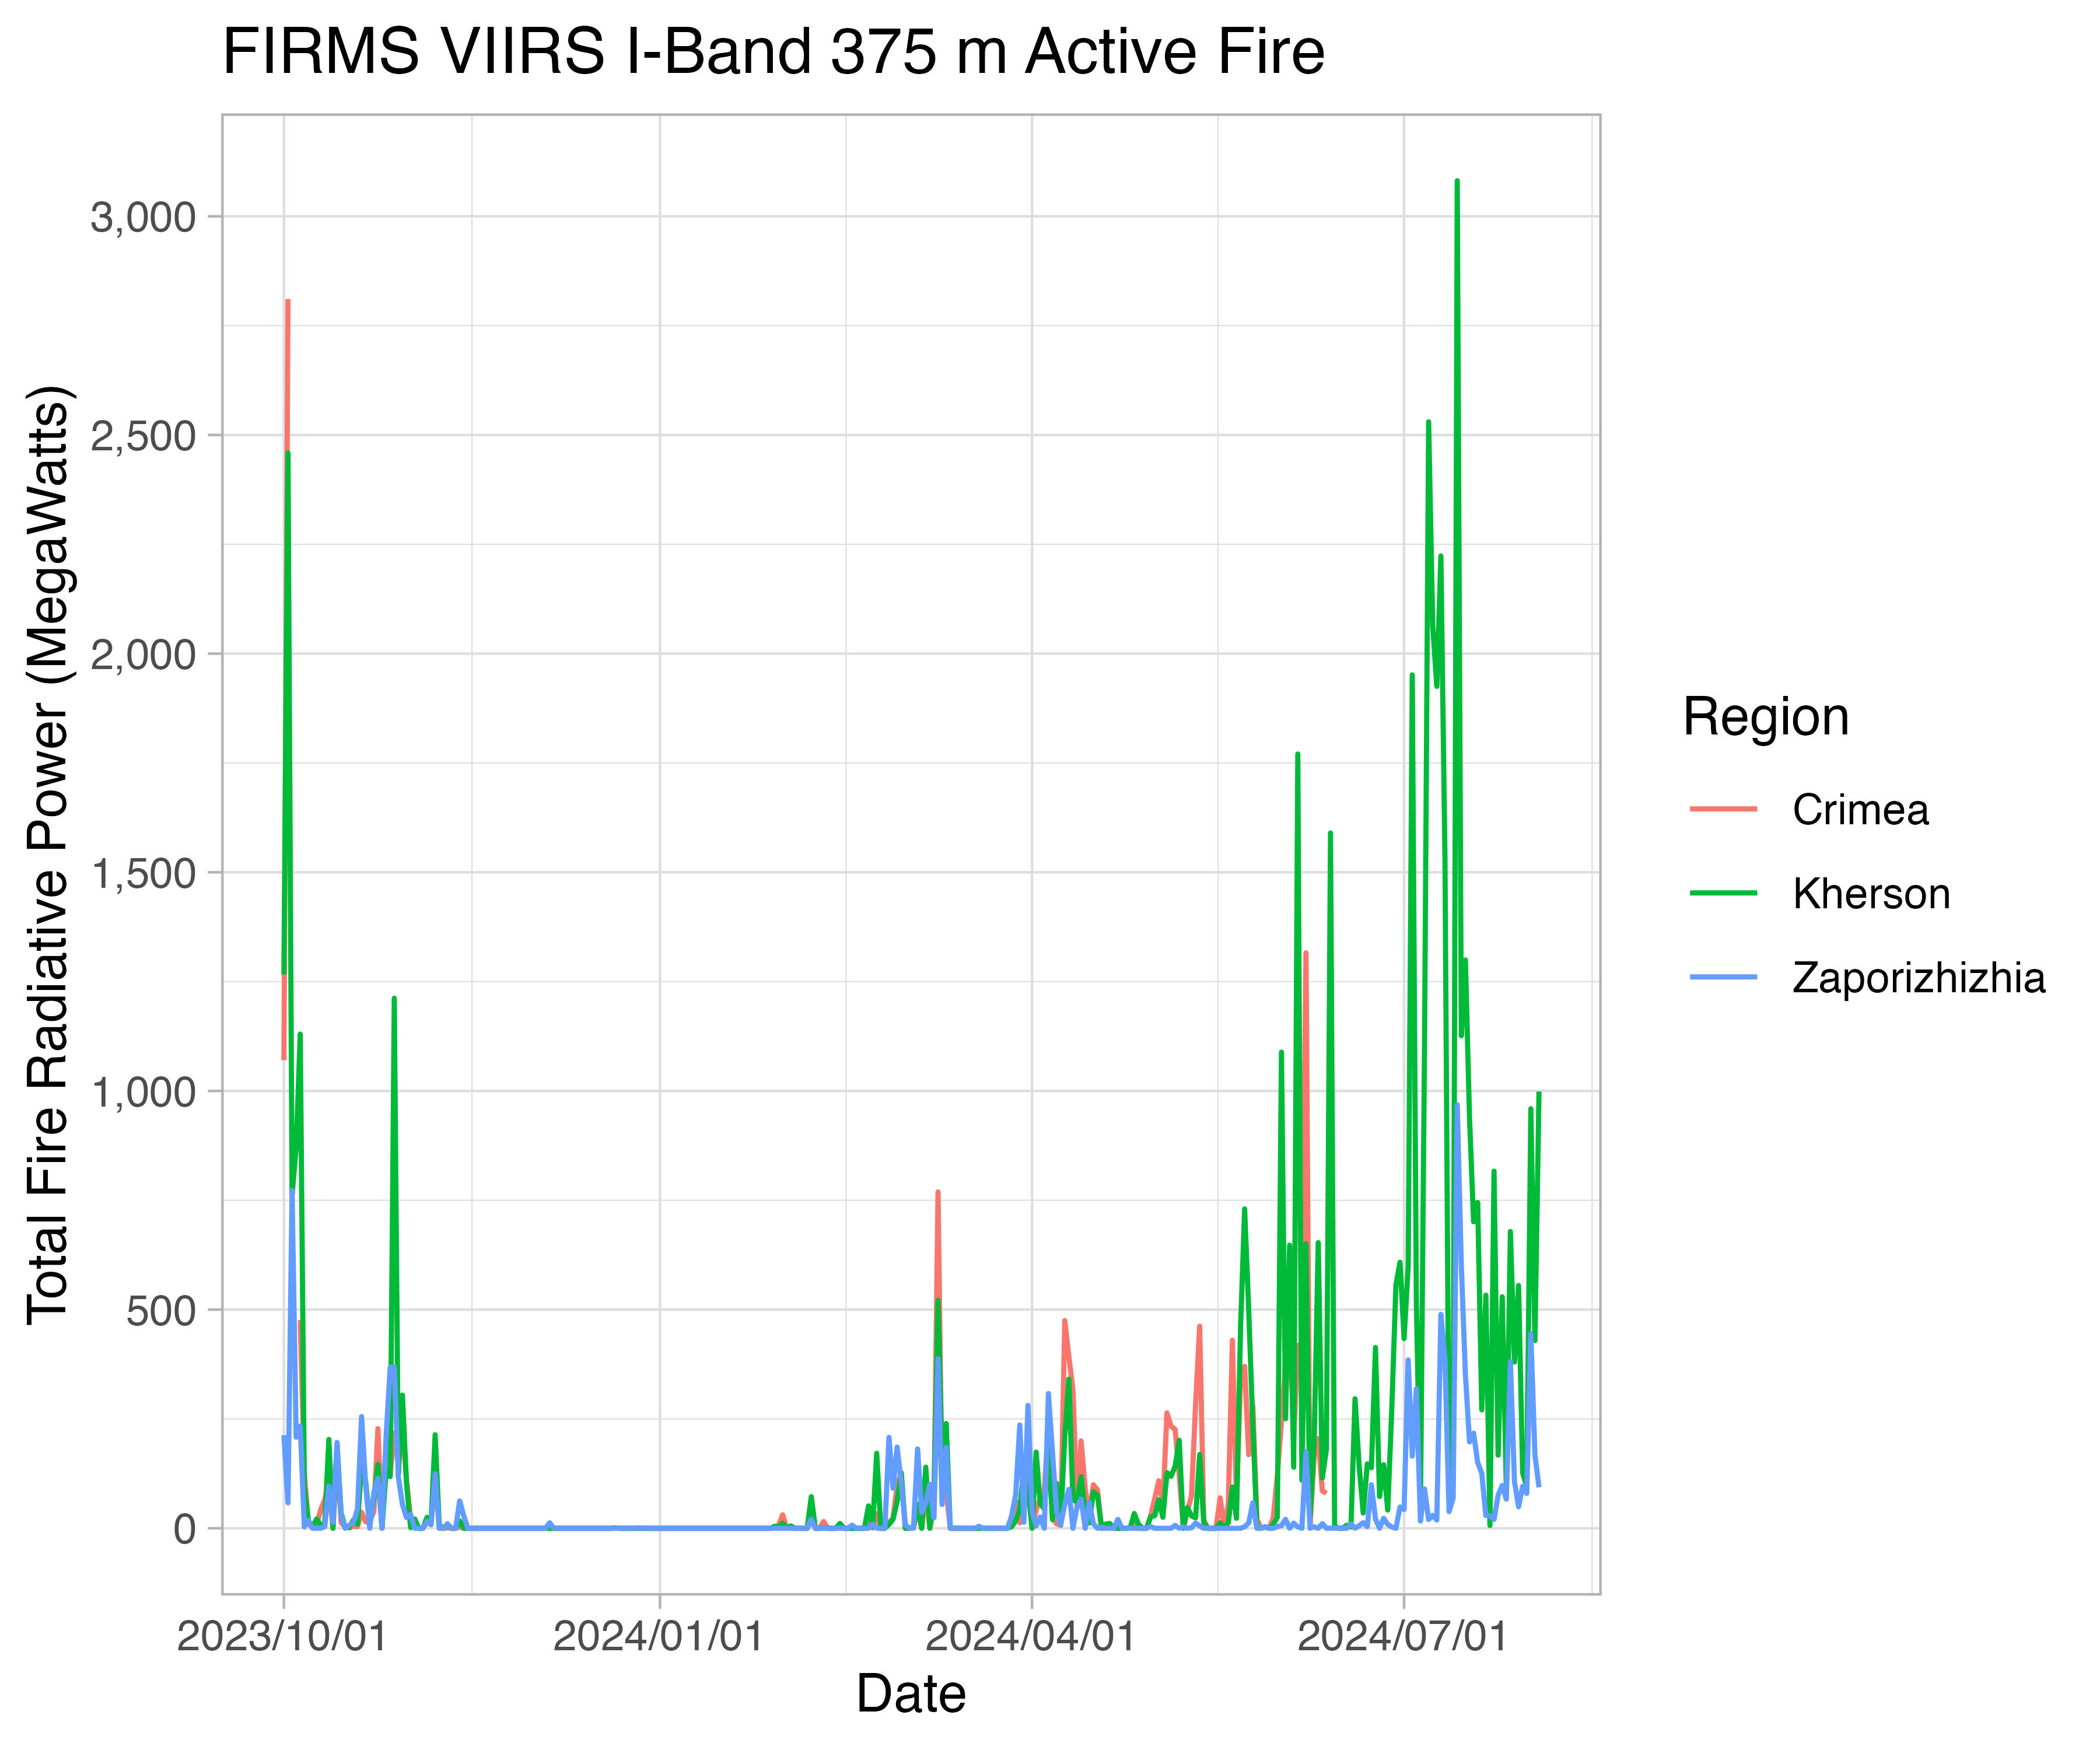 FIRMS VIIRS I-Band 375 m Active Fire
Total Fire Radiative Power (MegaWatts)
3,000
2,500
2,000
1,500
1,000
500
0
2023/10/01
2024/01/01
2024/04/01
2024/07/01
Date
Region
Crimea
Kherson
Zaporizhizhia